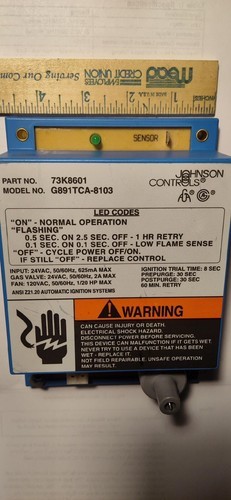 Mead
EMPLOYEES
CREDIT UNION
Serving Our Com
1 2 3 4
SENSOR
PART NO. 73K8601
MODEL NO. G891TCA-8103
JOHNSON
CONTROLS®
LED CODES
"ON" - NORMAL OPERATION
"FLASHING"
0.5 SEC. ON 2.5 SEC. OFF - 1 HR RETRY
0.1 SEC ON 0.1 SEC. OFF - LOW FLAME SENSE
"OFF" - CYCLE POWER OFF/ON.
IF STILL "OFF" - REPLACE CONTROL
INPUT: 24VAC, 50/60Hz, 625mA MAX
GAS VALVE: 24VAC, 50/60Hz, 2A MAX
FAN: 120VAC, 50/60Hz, 1/20 HP MAX
ANSI Z21.20 AUTOMATIC IGNITION SYSTEMS
IGNITION TRIAL TIME: 8 SEC
PREPURGE: 30 SEC
POSTPURGE: 30 SEC
60 MIN. RETRY
WARNING
CAN CAUSE INJURY OR DEATH.
ELECTRICAL SHOCK HAZARD.
DISCONNECT POWER BEFORE SERVICING.
THIS DEVICE CAN MALFUNCTION IF IT GETS WET.
NEVER TRY TO USE A DEVICE THAT HAS BEEN
WET - REPLACE IT.
NOT FIELD REPAIRABLE. UNSAFE OPERATION
MAY RESULT.